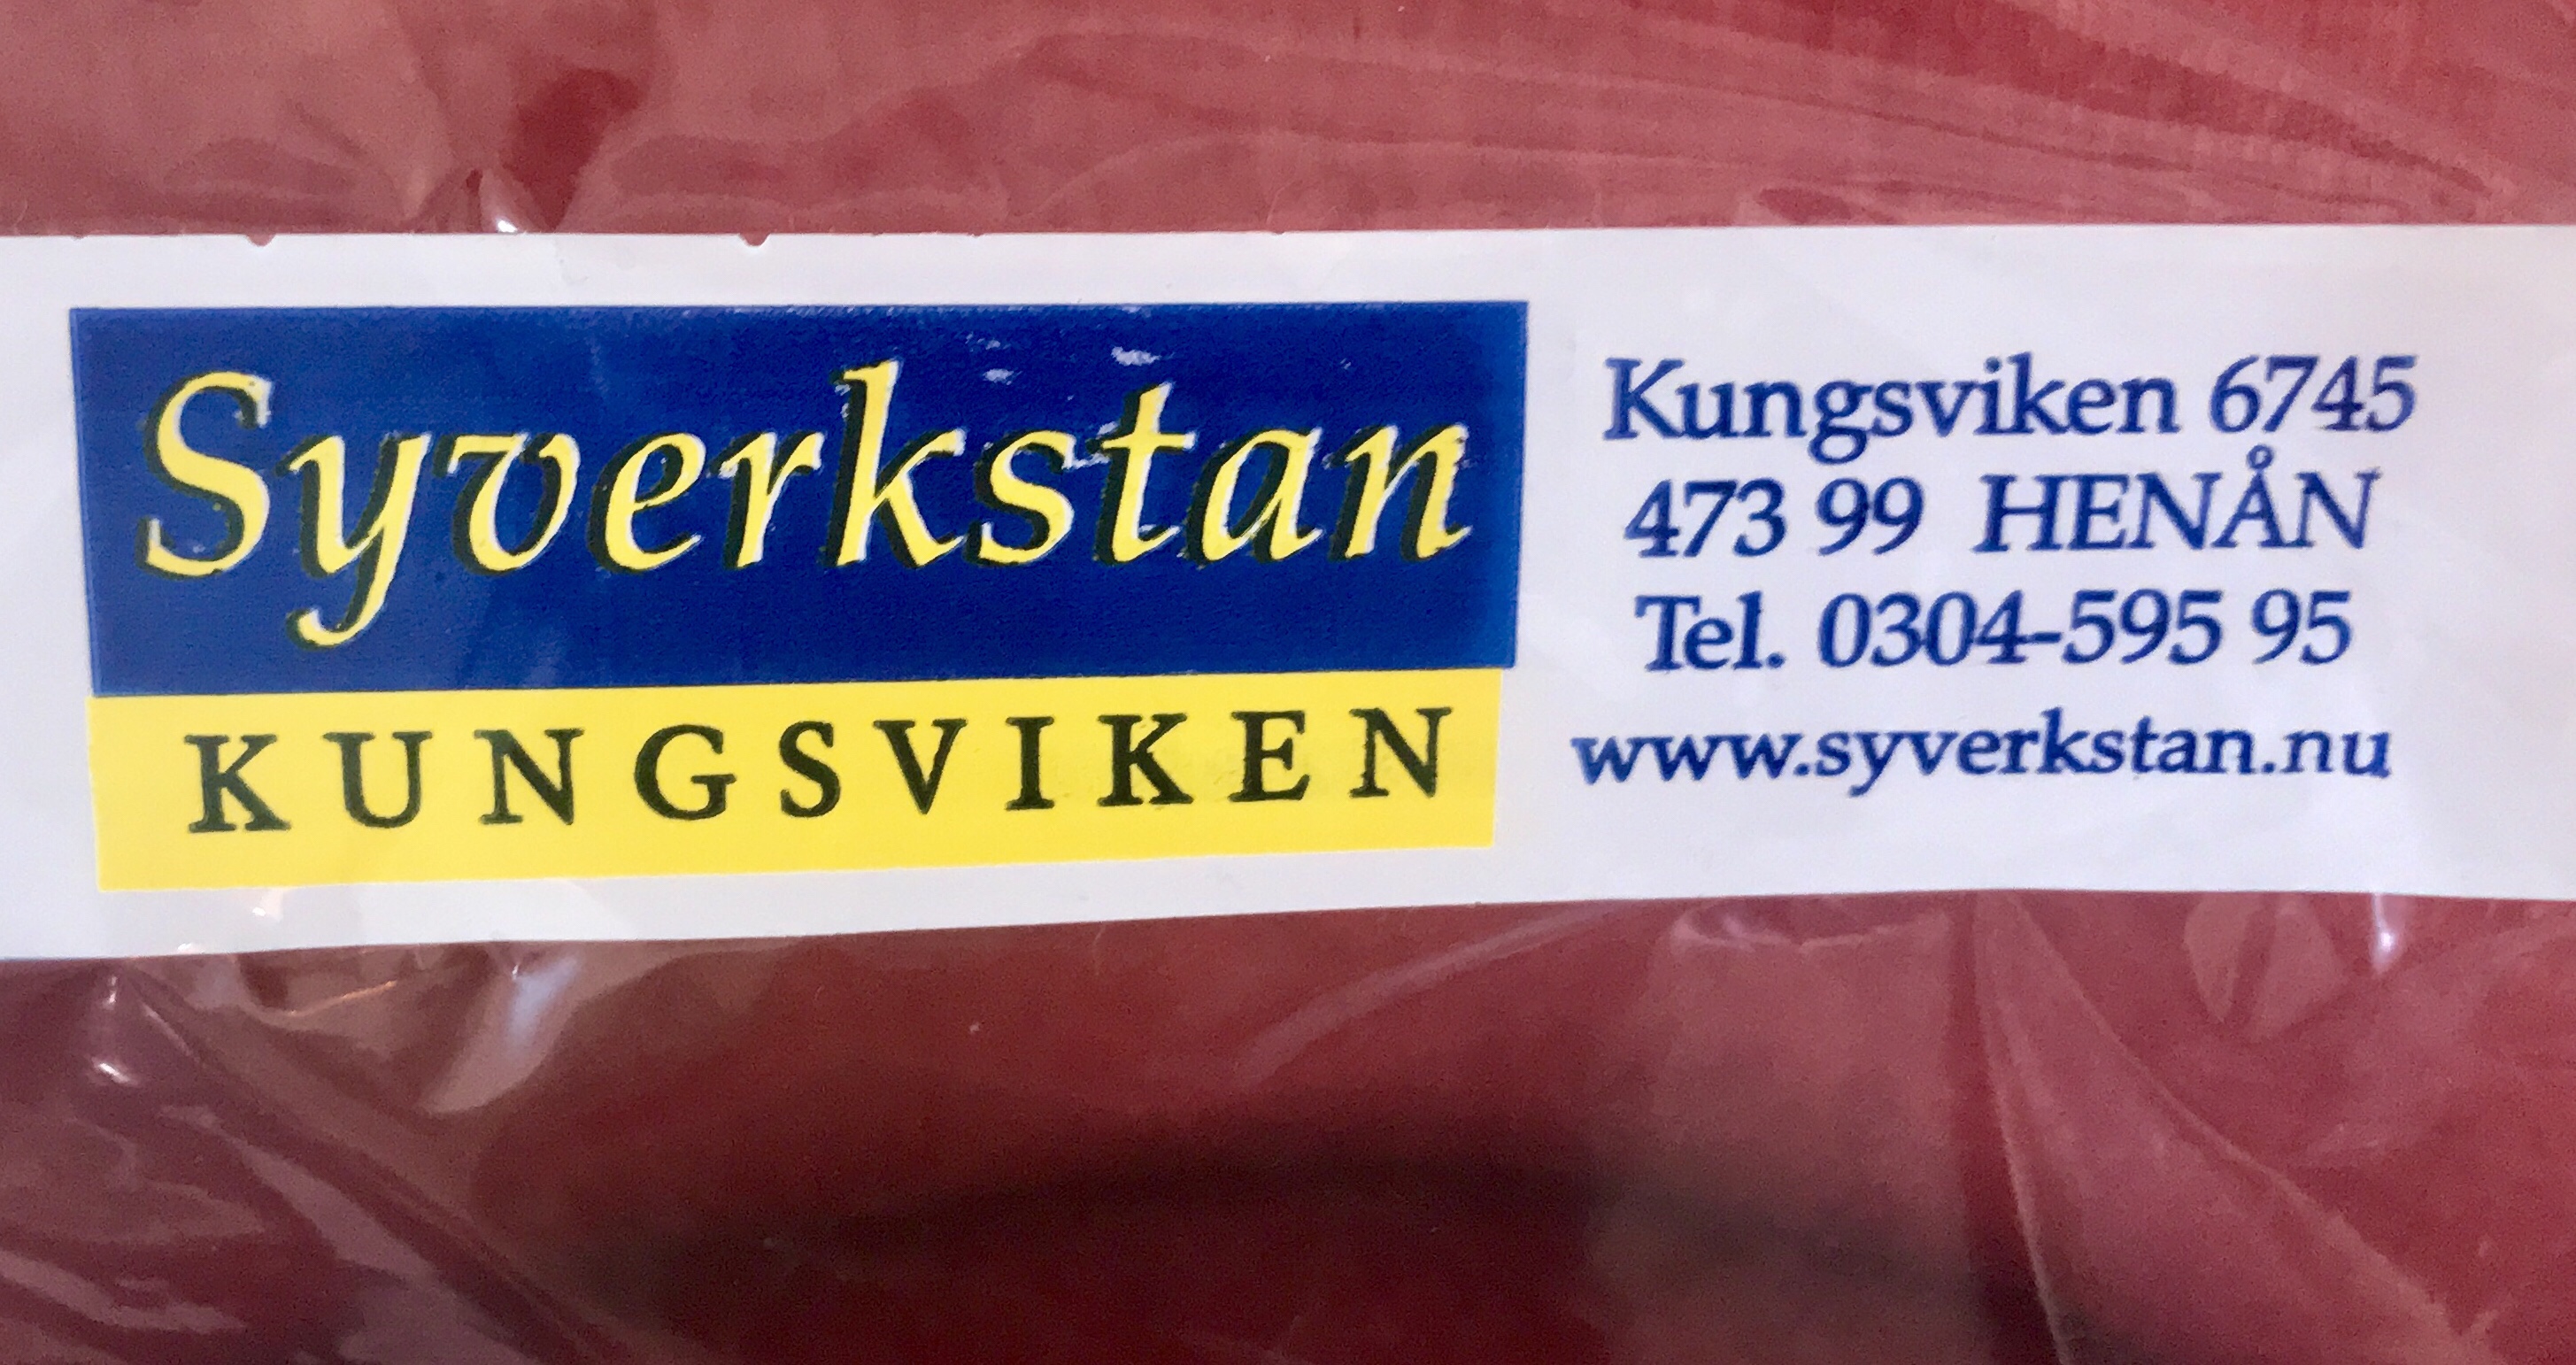 Syverkstan
KUNGSVIKEN
Kungsviken 6745
473 99 HENÅN
Tel. 0304-595 95
www.syverkstan.nu